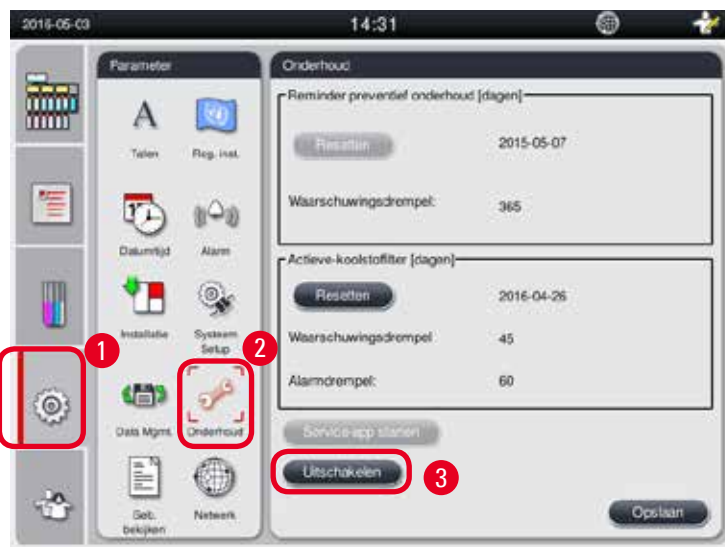 2016-05-03
14:31
Parameter
Talen
Reg. inst.
Datum/tijd
Alarm
Installatie
Systeem
Setup
Data Mgmt.
Onderhoud
Geb.
bekijken
Netwerk
Onderhoud
Reminder preventief onderhoud [dagen]
Resetten
2015-05-07
Waarschuwingsdrempel:
365
Actieve-koolstoffilter [dagen]
Resetten
2016-04-26
Waarschuwingsdrempel
45
Alarmdrempel:
60
Service-app starten
Uitschakelen
Opslaan
1
2
3